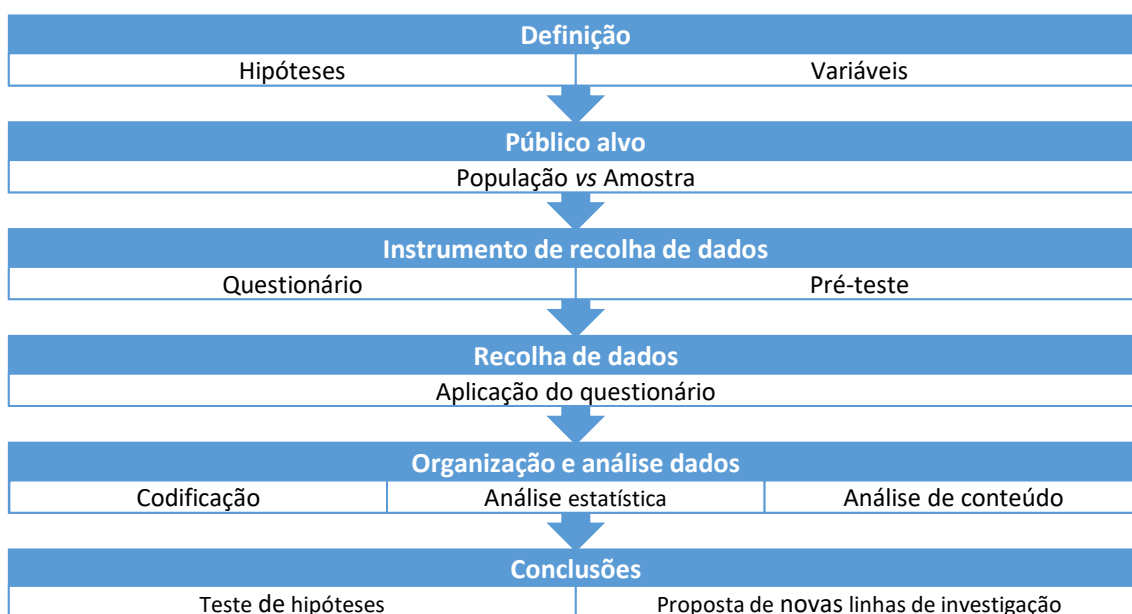 Definição
Hipóteses
Variáveis
Público alvo
População vs Amostra
Instrumento de recolha de dados
Questionário
Pré-teste
Recolha de dados
Aplicação do questionário
Organização e análise dados
Codificação
Análise estatística
Análise de conteúdo
Conclusões
Teste de hipóteses
Proposta de novas linhas de investigação